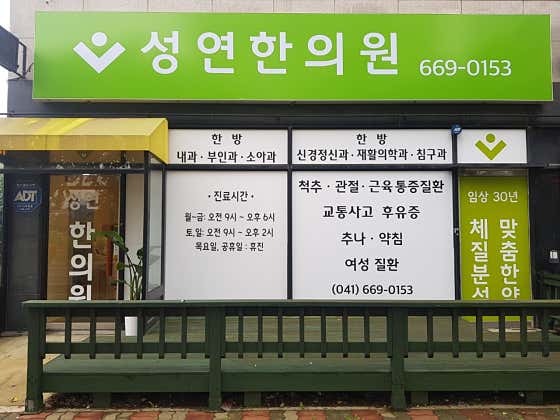 성연한의원 669-0153
한 방
내과·부인과·소아과
한 방
신경정신과·재활의학과·침구과
ADT
성연한의원
· 진료시간 ·
월~금: 오전 9시 ~ 오후 6시
토,일: 오전 9시 ~ 오후 2시
목요일, 공휴일 : 휴진
척추 · 관절 · 근육통증질환
교통사고 후유증
추나 · 약침
여성 질환
(041) 669-0153
임상 30년
맞춤한약
체질분석